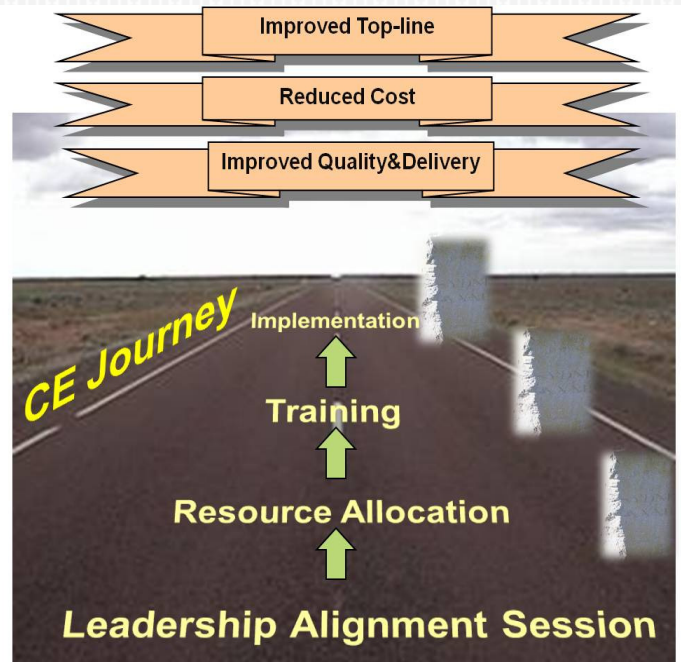 Improved Top-line
Reduced Cost
Improved Quality&Delivery
CE Journey
Implementation
Training
Resource Allocation
Leadership Alignment Session